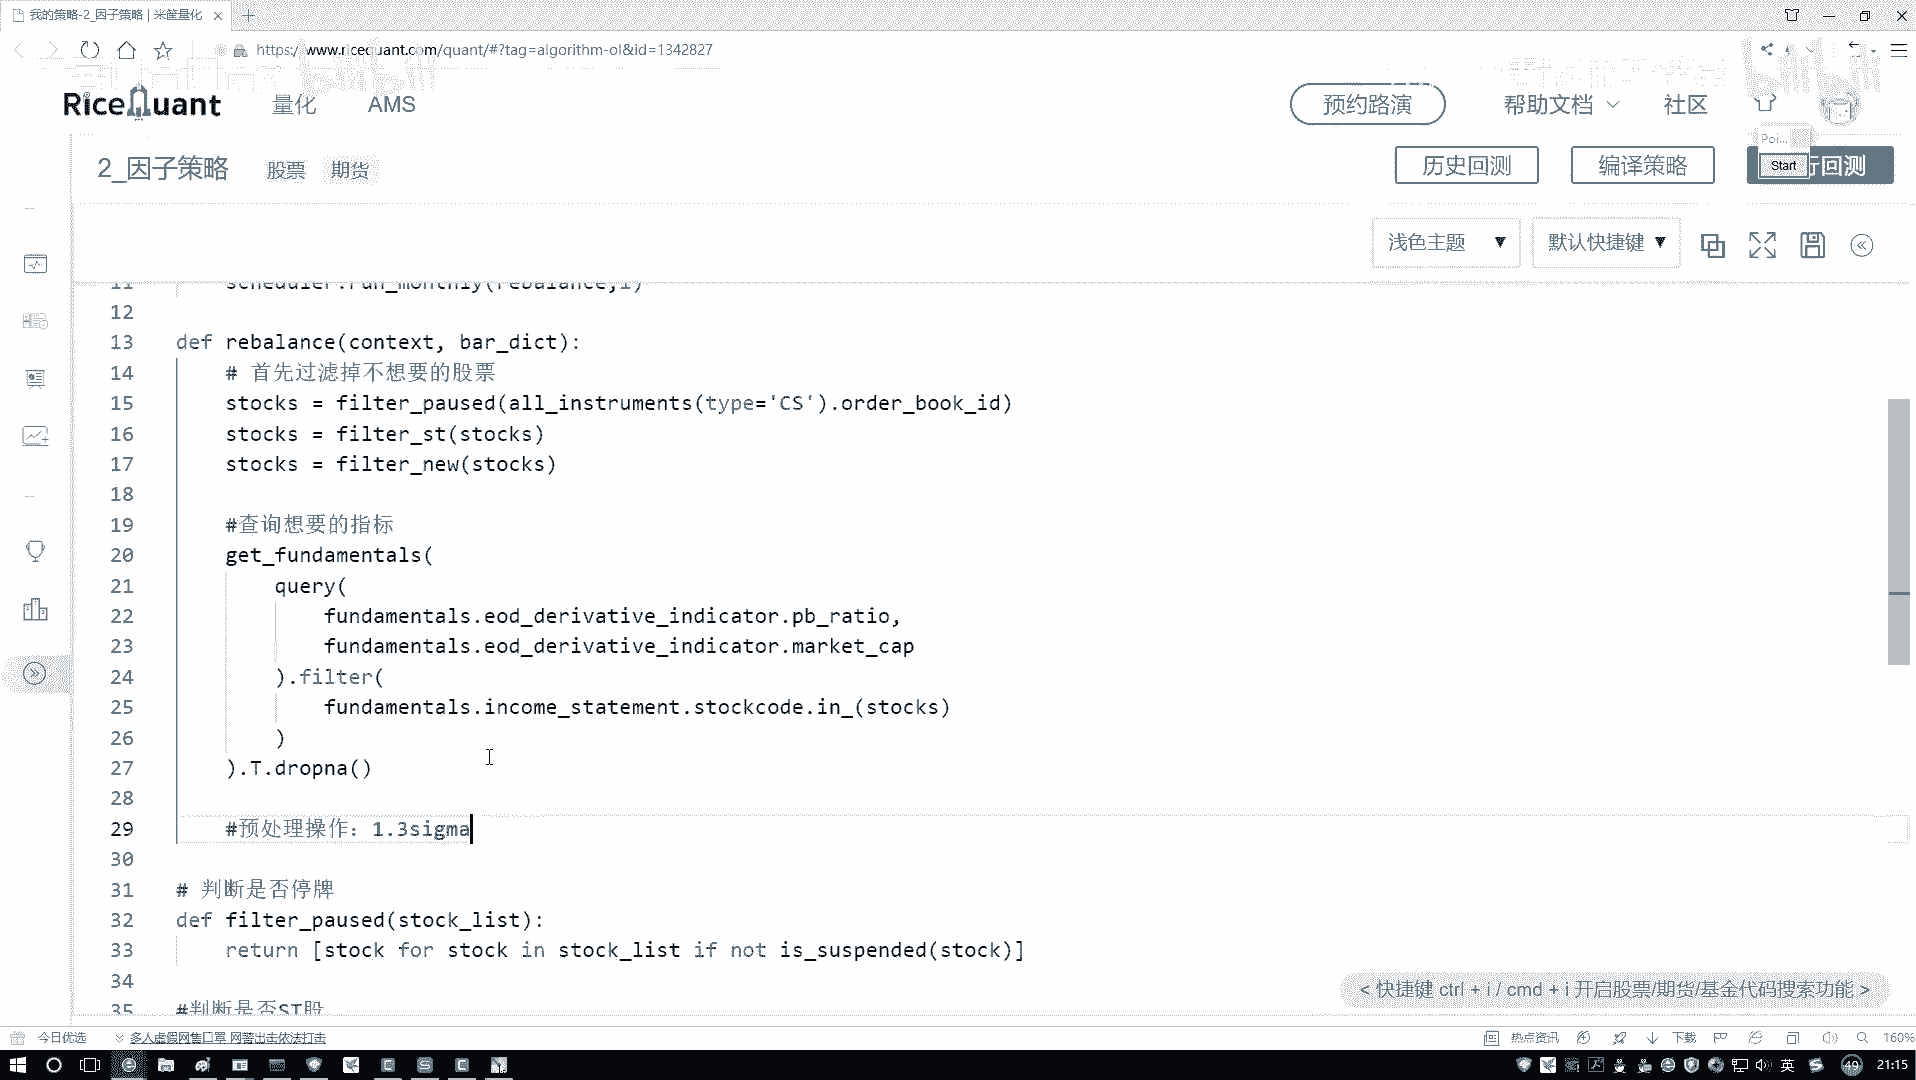 我的策略-2_因子策略 | 米筐量化
https://www.ricequant.com/quant/#?tag=algorithm-ol&id=1342827
RiceQuant
量化
AMS
预约路演
帮助文档
社区
Poi...
2_因子策略
股票
期货
历史回测
编译策略
Start
行回测
浅色主题
默认快捷键
11 scheduler.run_monthly(rebalance,1)
12
13 def rebalance(context, bar_dict):
14 # 首先过滤掉不想要的股票
15 stocks = filter_paused(all_instruments(type='CS').order_book_id)
16 stocks = filter_st(stocks)
17 stocks = filter_new(stocks)
18
19 #查询想要的指标
20 get_fundamentals(
21 query(
22 fundamentals.eod_derivative_indicator.pb_ratio,
23 fundamentals.eod_derivative_indicator.market_cap
24 ).filter(
25 fundamentals.income_statement.stockcode.in_(stocks)
26 )
27 ).T.dropna()
28
29 #预处理操作：1.3sigma
30
31 # 判断是否停牌
32 def filter_paused(stock_list):
33 return [stock for stock in stock_list if not is_suspended(stock)]
34
35 #判断是否ST股
< 快捷键 ctrl + i / cmd + i 开启股票/期货/基金代码搜索功能 >
今日优选
多人虚假网售口罩 网警出击依法打击
热点资讯
下载
160%
英
49
21:15